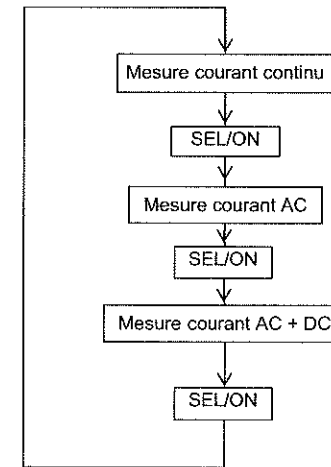 Mesure courant continu
SEL/ON
Mesure courant AC
SEL/ON
Mesure courant AC + DC
SEL/ON